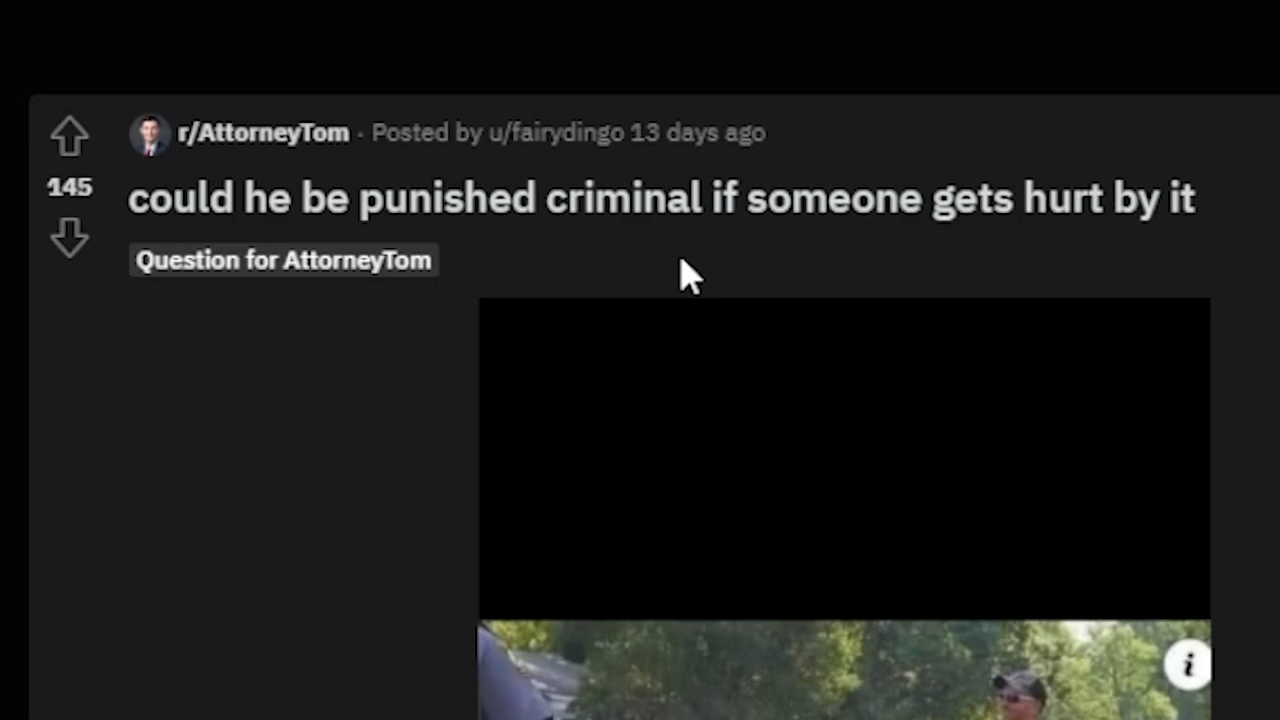 r/AttorneyTom · Posted by u/fairydingo 13 days ago
145
could he be punished criminal if someone gets hurt by it
Question for AttorneyTom
i